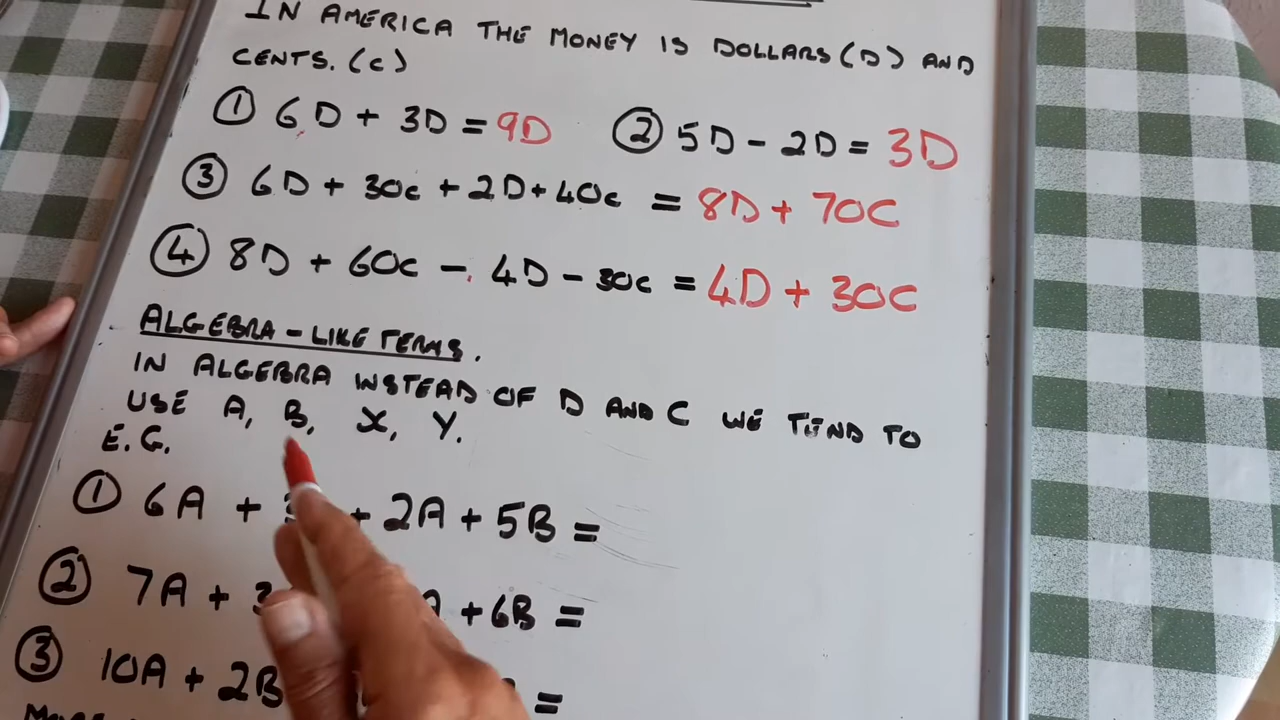 IN AMERICA THE MONEY IS DOLLARS (D) AND
CENTS. (C)
① 6D + 3D = 9D ② 5D - 2D = 3D
③ 6D + 30C + 2D + 40C = 8D + 70C
④ 8D + 60C - 4D - 30C = 4D + 30C
ALGEBRA - LIKE TERMS.
IN ALGEBRA INSTEAD OF D AND C WE TEND TO
USE A, B, X, Y.
E.G.
① 6A + + 2A + 5B =
② 7A + 3 + 6B =
③ 10A + 2B =